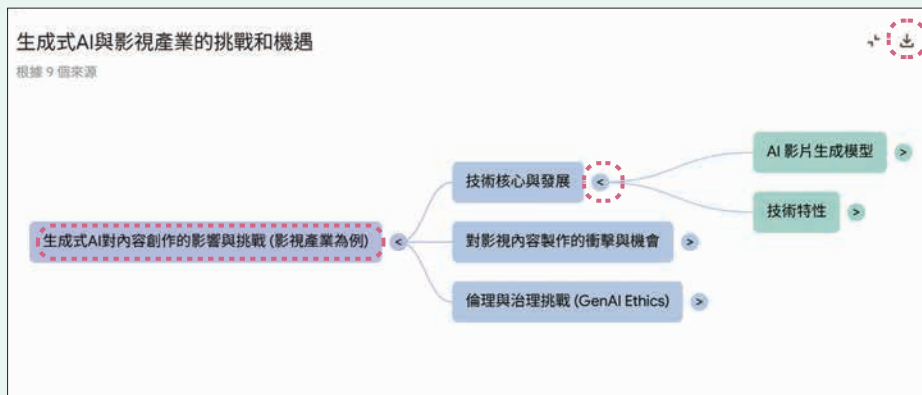 生成式AI與影視產業的挑戰和機遇
根據 9 個來源
AI 影片生成模型 >
技術核心與發展 <
技術特性 >
生成式AI對內容創作的影響與挑戰 (影視產業為例) <
對影視內容製作的衝擊與機會 >
倫理與治理挑戰 (GenAI Ethics) >